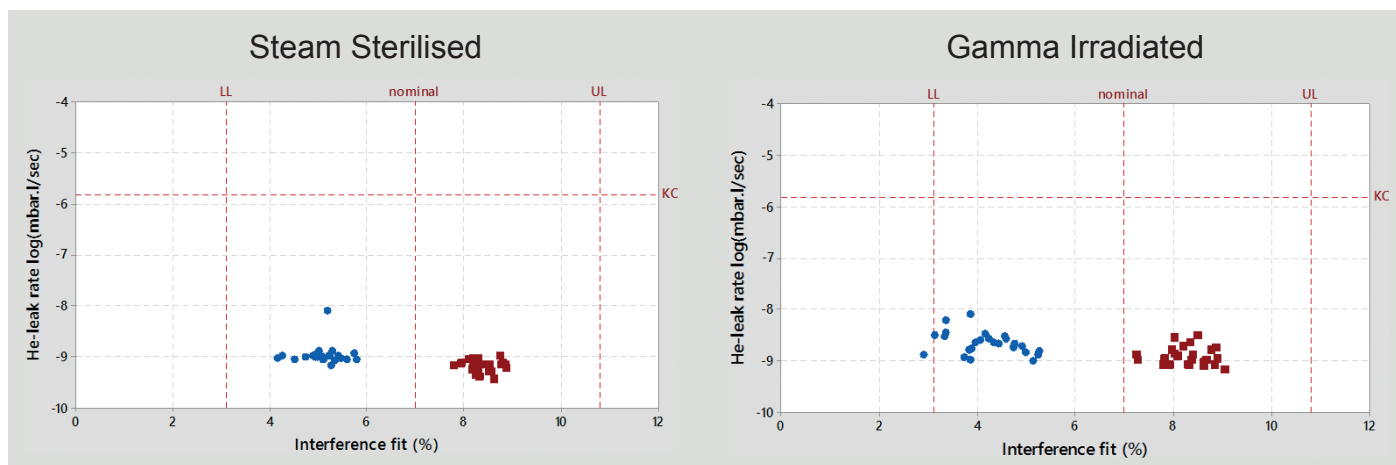 Steam Sterilised
LL nominal UL
-4
-5
-6
-7
-8
-9
-10
KC
He-leak rate log(mbar.l/sec)
0 2 4 6 8 10 12
Interference fit (%)
Gamma Irradiated
LL nominal UL
-4
-5
-6
-7
-8
-9
-10
KC
He-leak rate log(mbar.l/sec)
0 2 4 6 8 10 12
Interference fit (%)